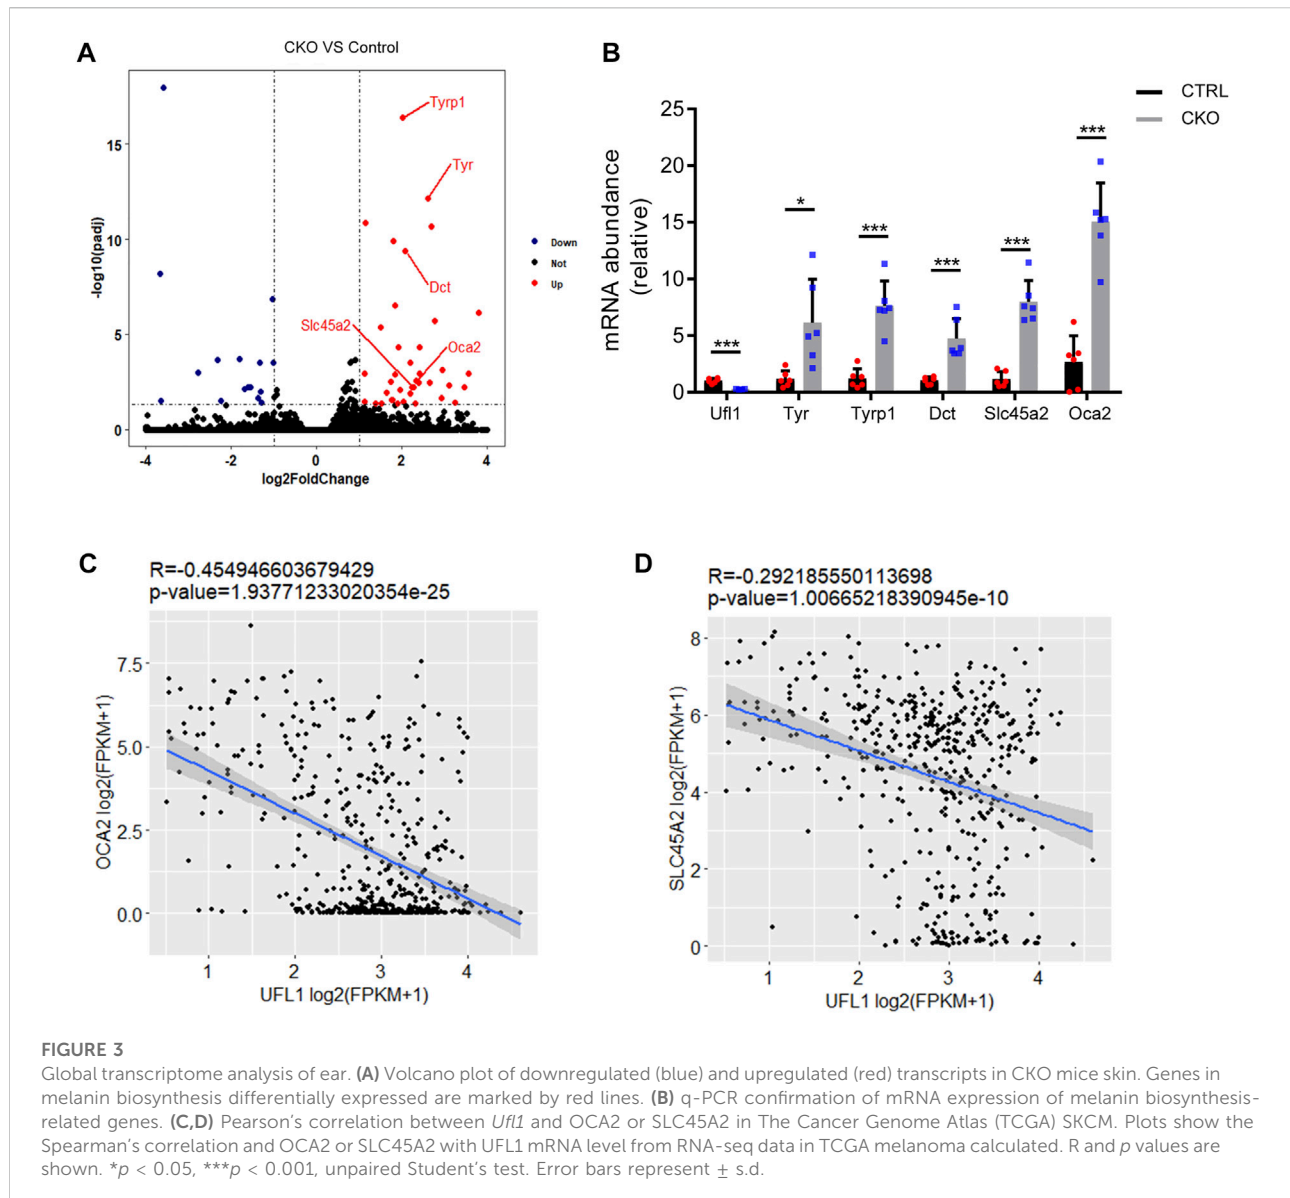 A
CKO VS Control
Tyrp1
Tyr
Dct
Slc45a2
Oca2
15
10
5
0
-log10(padj)
-4
-2
0
2
4
log2FoldChange
Down
Not
Up
B
CTRL
CKO
mRNA abundance
(relative)
25
20
15
10
5
0
***
*
***
***
***
***
Ufl1
Tyr
Tyrp1
Dct
Slc45a2
Oca2
C
R=-0.454946603679429
p-value=1.93771233020354e-25
OCA2 log2(FPKM+1)
7.5
5.0
2.5
0.0
1
2
3
4
UFL1 log2(FPKM+1)
D
R=-0.292185550113698
p-value=1.00665218390945e-10
SLC45A2 log2(FPKM+1)
8
6
4
2
0
1
2
3
4
UFL1 log2(FPKM+1)
FIGURE 3
Global transcriptome analysis of ear. (A) Volcano plot of downregulated (blue) and upregulated (red) transcripts in CKO mice skin. Genes in
melanin biosynthesis differentially expressed are marked by red lines. (B) q-PCR confirmation of mRNA expression of melanin biosynthesis-
related genes. (C,D) Pearson's correlation between Ufl1 and OCA2 or SLC45A2 in The Cancer Genome Atlas (TCGA) SKCM. Plots show the
Spearman's correlation and OCA2 or SLC45A2 with UFL1 mRNA level from RNA-seq data in TCGA melanoma calculated. R and p values are
shown. *p < 0.05, ***p < 0.001, unpaired Student's test. Error bars represent ± s.d.